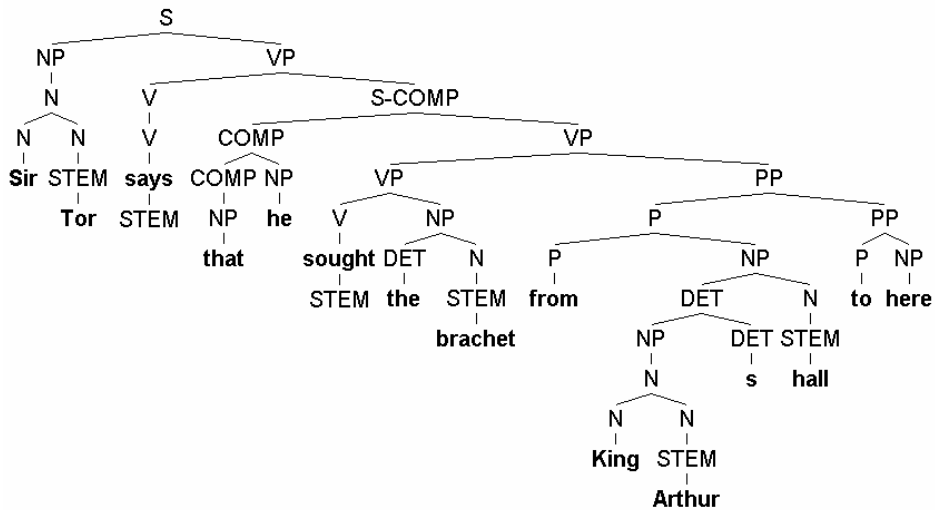 S
NP VP
N V S-COMP
N N V COMP VP
Sir STEM says COMP NP VP PP
Tor STEM NP he V NP P PP
that sought DET N P NP P NP
STEM the STEM from DET N to here
brachet NP DET STEM
N s hall
N N
King STEM
Arthur